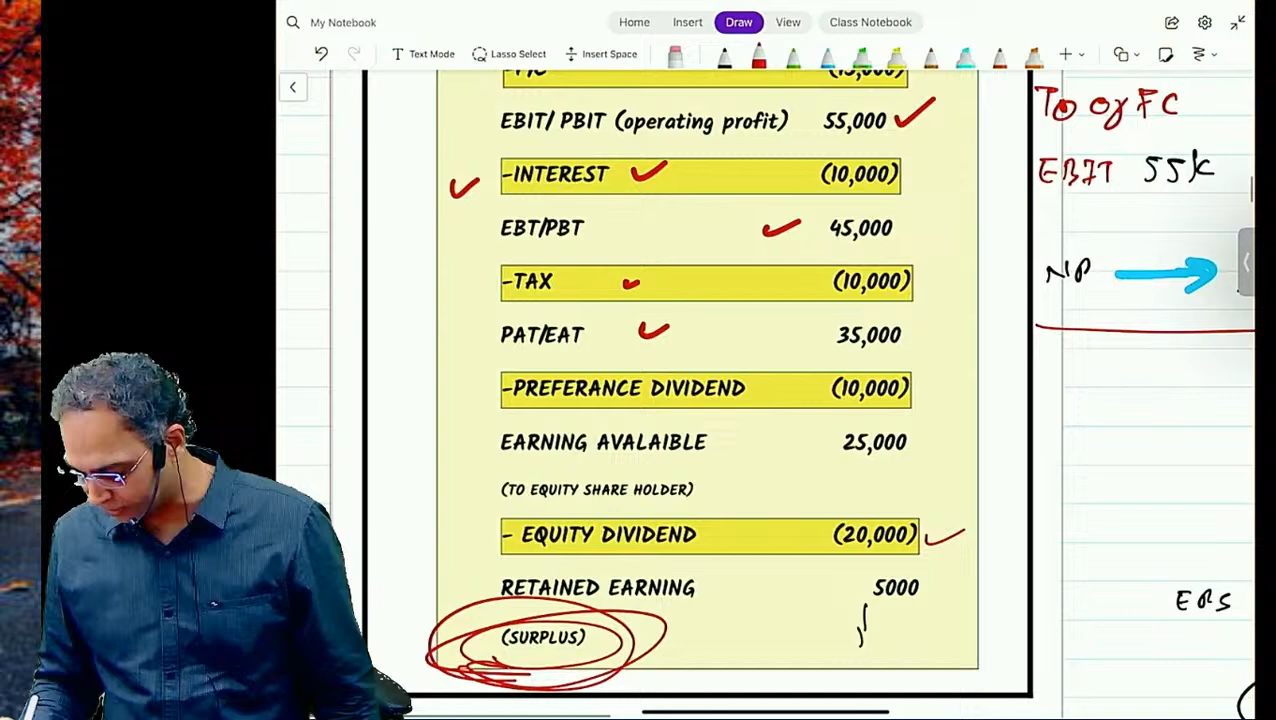 My Notebook
Home Insert Draw View Class Notebook
Text Mode Lasso Select Insert Space
EBIT/ PBIT (operating profit) 55,000
-INTEREST (10,000)
EBT/PBT 45,000
-TAX (10,000)
PAT/EAT 35,000
-PREFERANCE DIVIDEND (10,000)
EARNING AVALAIBLE 25,000
(TO EQUITY SHARE HOLDER)
- EQUITY DIVIDEND (20,000)
RETAINED EARNING 5000
(SURPLUS)
FC
EBIT 55K
NP
EPS